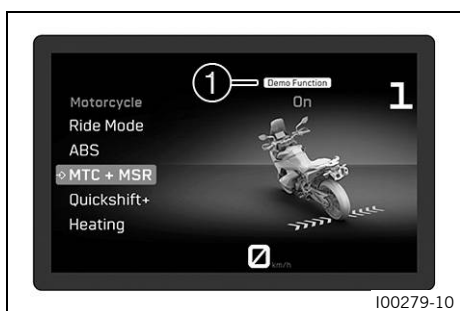 1
Demo Function
Motorcycle
On
1
Ride Mode
ABS
MTC + MSR
Quickshift+
Heating
0 km/h
I00279-10